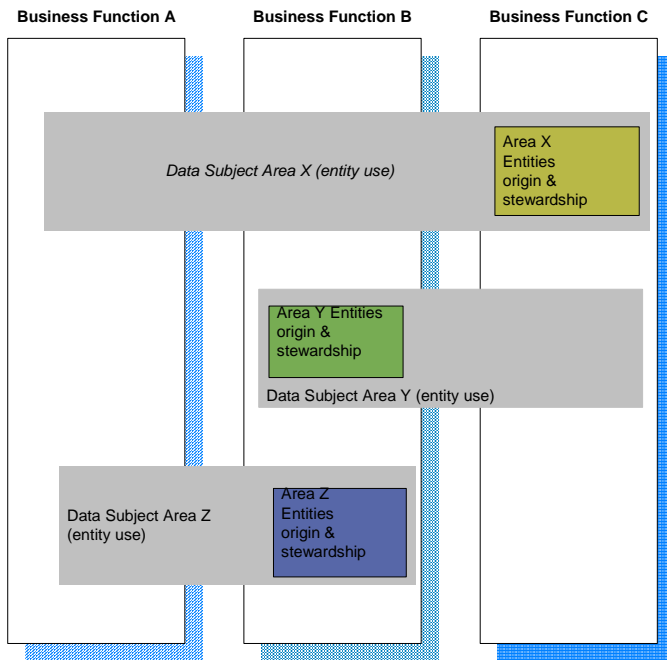 Business Function A
Business Function B
Business Function C
Data Subject Area X (entity use)
Area X
Entities
origin &
stewardship
Area Y Entities
origin &
stewardship
Data Subject Area Y (entity use)
Data Subject Area Z
(entity use)
Area Z
Entities
origin &
stewardship